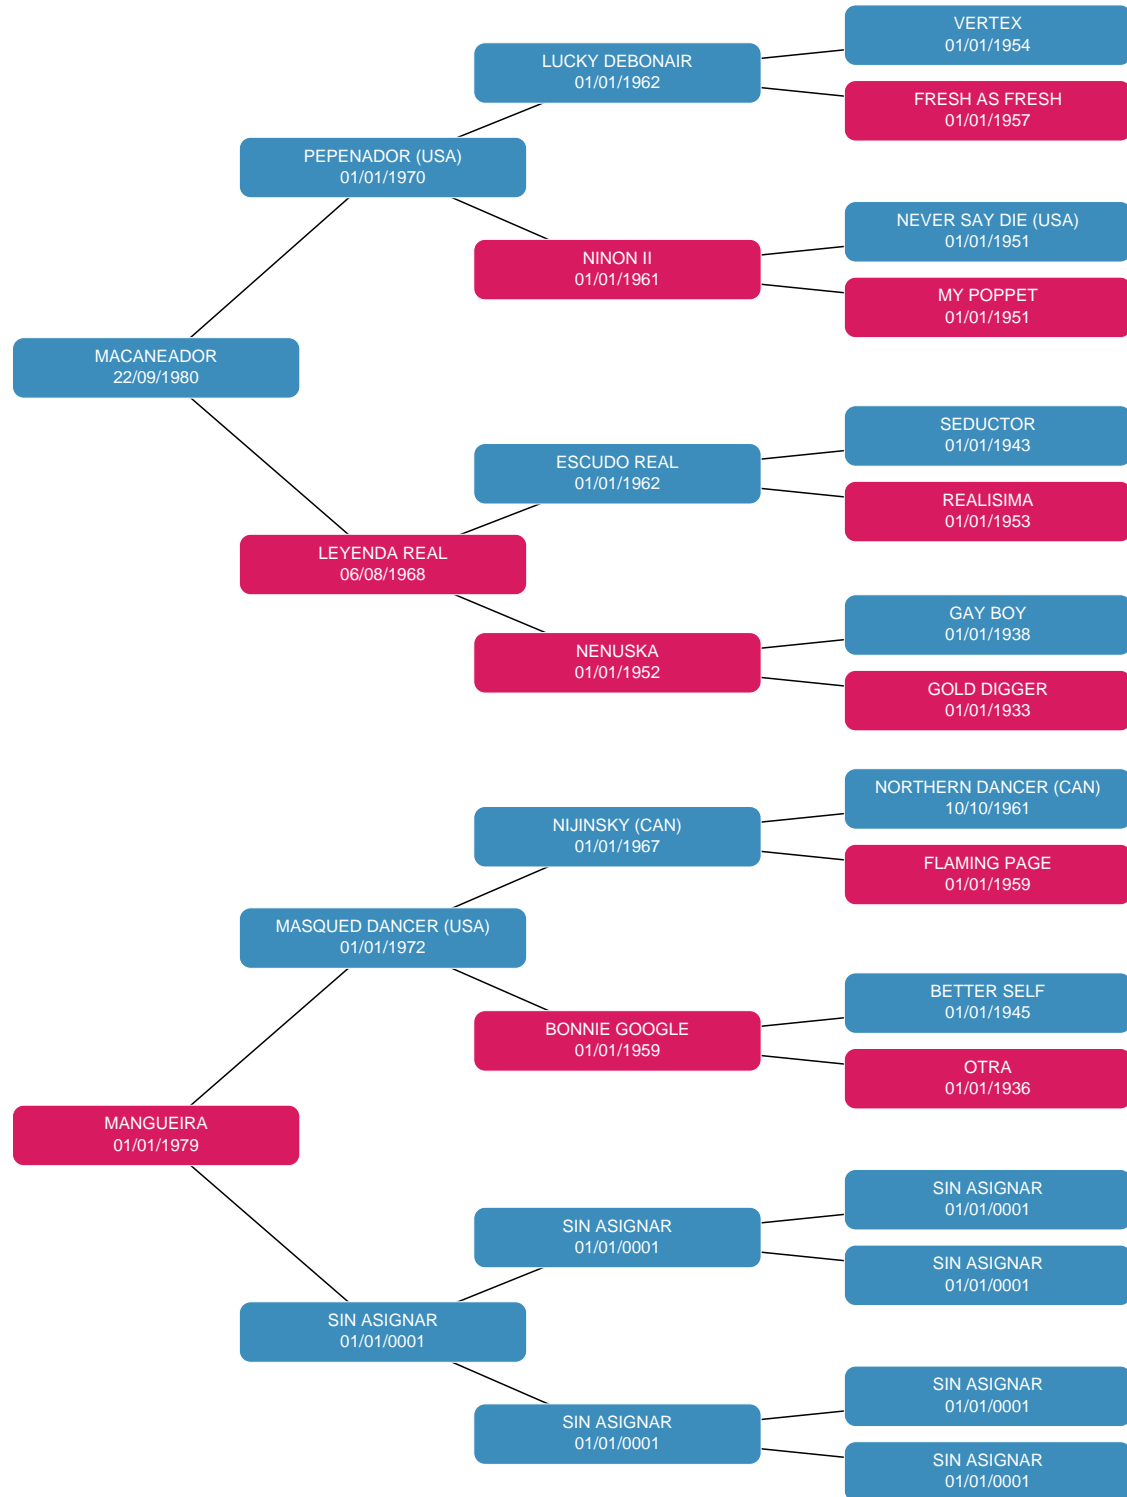 VERTEX
01/01/1954
LUCKY DEBONAIR
01/01/1962
FRESH AS FRESH
01/01/1957
PEPENADOR (USA)
01/01/1970
NEVER SAY DIE (USA)
01/01/1951
NINON II
01/01/1961
MY POPPET
01/01/1951
MACANEADOR
22/09/1980
SEDUCTOR
01/01/1943
ESCUDO REAL
01/01/1962
REALISIMA
01/01/1953
LEYENDA REAL
06/08/1968
GAY BOY
01/01/1938
NENUSKA
01/01/1952
GOLD DIGGER
01/01/1933
NORTHERN DANCER (CAN)
10/10/1961
NIJINSKY (CAN)
01/01/1967
FLAMING PAGE
01/01/1959
MASQUED DANCER (USA)
01/01/1972
BETTER SELF
01/01/1945
BONNIE GOOGLE
01/01/1959
OTRA
01/01/1936
MANGUEIRA
01/01/1979
SIN ASIGNAR
01/01/0001
SIN ASIGNAR
01/01/0001
SIN ASIGNAR
01/01/0001
SIN ASIGNAR
01/01/0001
SIN ASIGNAR
01/01/0001
SIN ASIGNAR
01/01/0001
SIN ASIGNAR
01/01/0001